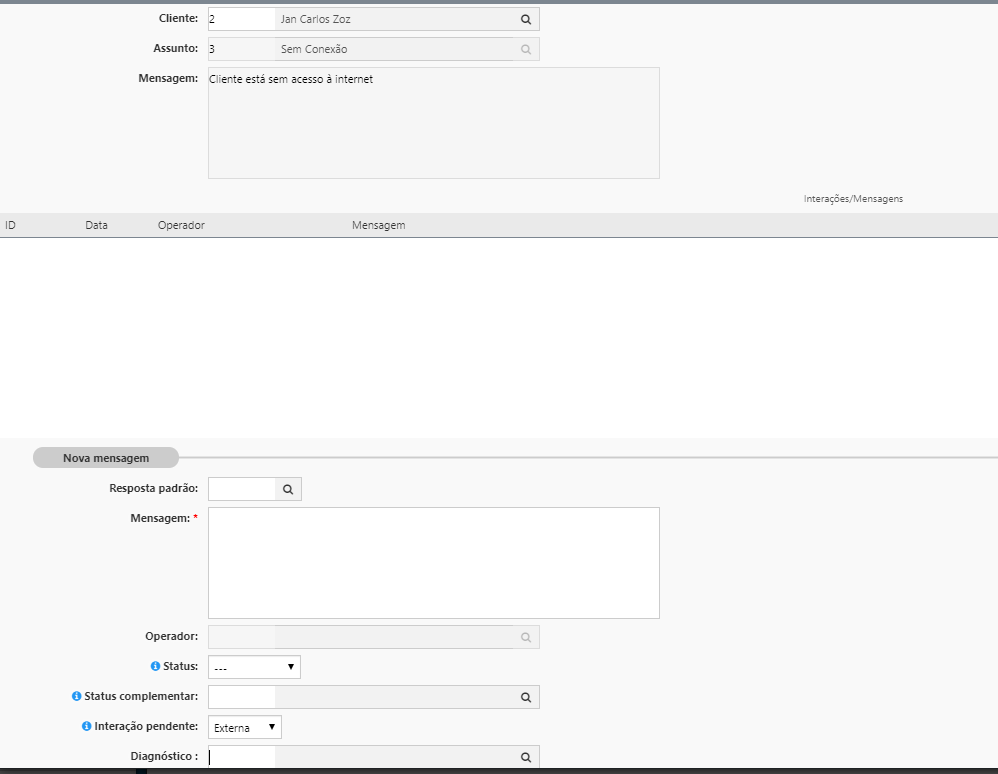 Cliente: 2 Jan Carlos Zoz
Assunto: 3 Sem Conexão
Mensagem: Cliente está sem acesso à internet
Interações/Mensagens
ID Data Operador Mensagem
Nova mensagem
Resposta padrão:
Mensagem: *
Operador:
Status: ---
Status complementar:
Interação pendente: Externa
Diagnóstico :